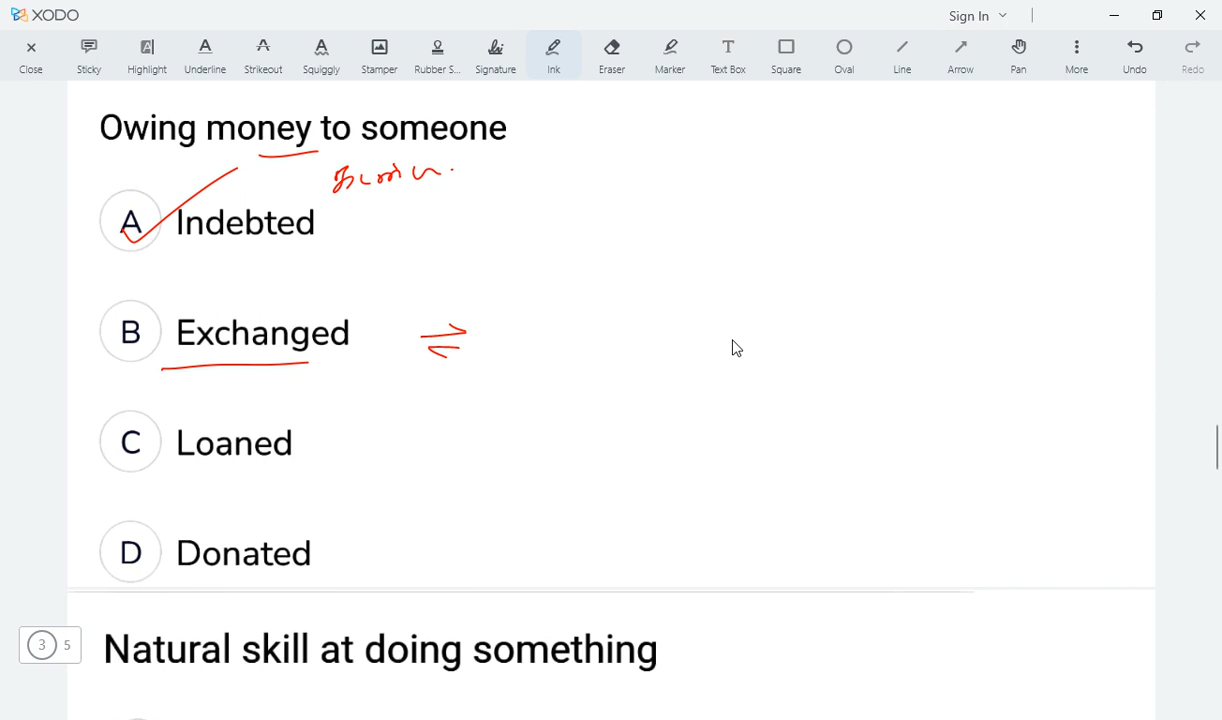 XODO
Sign In
Close
Sticky
Highlight
Underline
Strikeout
Squiggly
Stamper
Rubber S...
Signature
Ink
Eraser
Marker
Text Box
Square
Oval
Line
Arrow
Pan
More
Undo
Redo
Owing money to someone
A Indebted
B Exchanged
C Loaned
D Donated
3 5
Natural skill at doing something